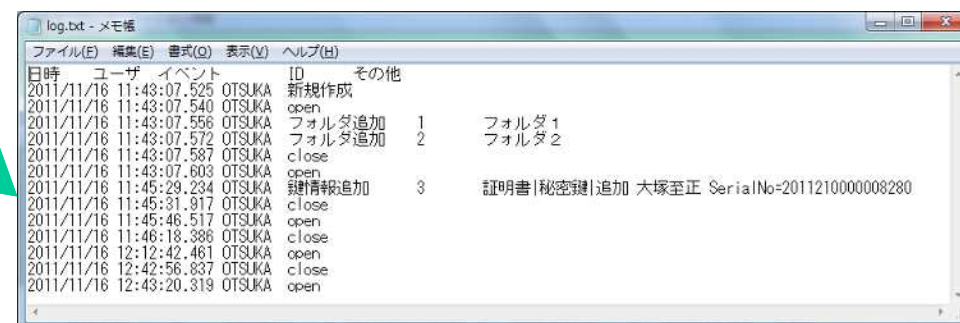 log.txt - メモ帳
ファイル(F) 編集(E) 書式(O) 表示(V) ヘルプ(H)
日時 ユーザ イベント ID その他
2011/11/16 11:43:07.525 OTSUKA 新規作成
2011/11/16 11:43:07.540 OTSUKA open
2011/11/16 11:43:07.556 OTSUKA フォルダ追加 1 フォルダ1
2011/11/16 11:43:07.572 OTSUKA フォルダ追加 2 フォルダ2
2011/11/16 11:43:07.587 OTSUKA close
2011/11/16 11:43:07.603 OTSUKA open
2011/11/16 11:45:29.234 OTSUKA 鍵情報追加 3 証明書|秘密鍵|追加 大塚至正 SerialNo=2011210000008280
2011/11/16 11:45:31.917 OTSUKA close
2011/11/16 11:45:46.517 OTSUKA open
2011/11/16 11:46:18.386 OTSUKA close
2011/11/16 12:12:42.461 OTSUKA open
2011/11/16 12:42:56.837 OTSUKA close
2011/11/16 12:43:20.319 OTSUKA open